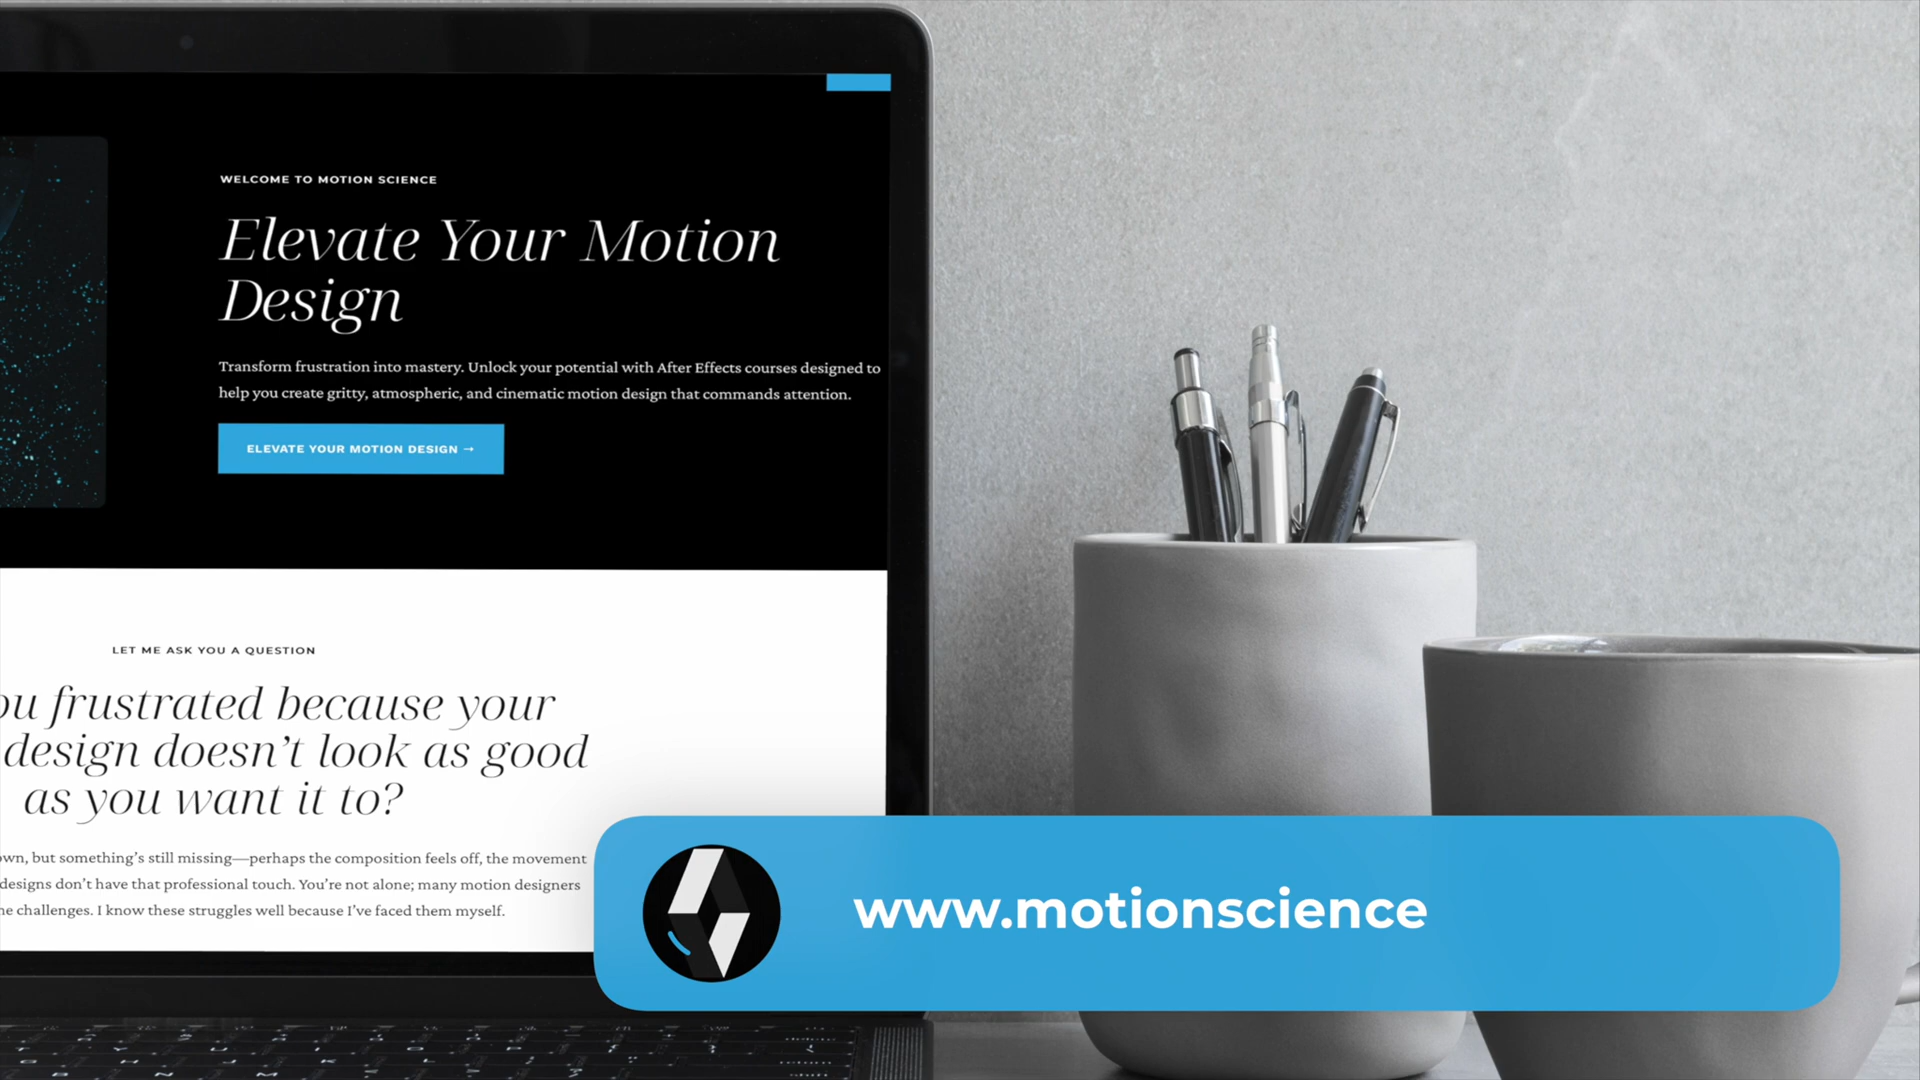 WELCOME TO MOTION SCIENCE
Elevate Your Motion
Design
Transform frustration into mastery. Unlock your potential with After Effects courses designed to
help you create gritty, atmospheric, and cinematic motion design that commands attention.
ELEVATE YOUR MOTION DESIGN →
LET ME ASK YOU A QUESTION
frustrated because your
design doesn’t look as good
as you want it to?
but something’s still missing—perhaps the composition feels off, the movement
designs don’t have that professional touch. You’re not alone; many motion designers
challenges. I know these struggles well because I’ve faced them myself.
www.motionscience